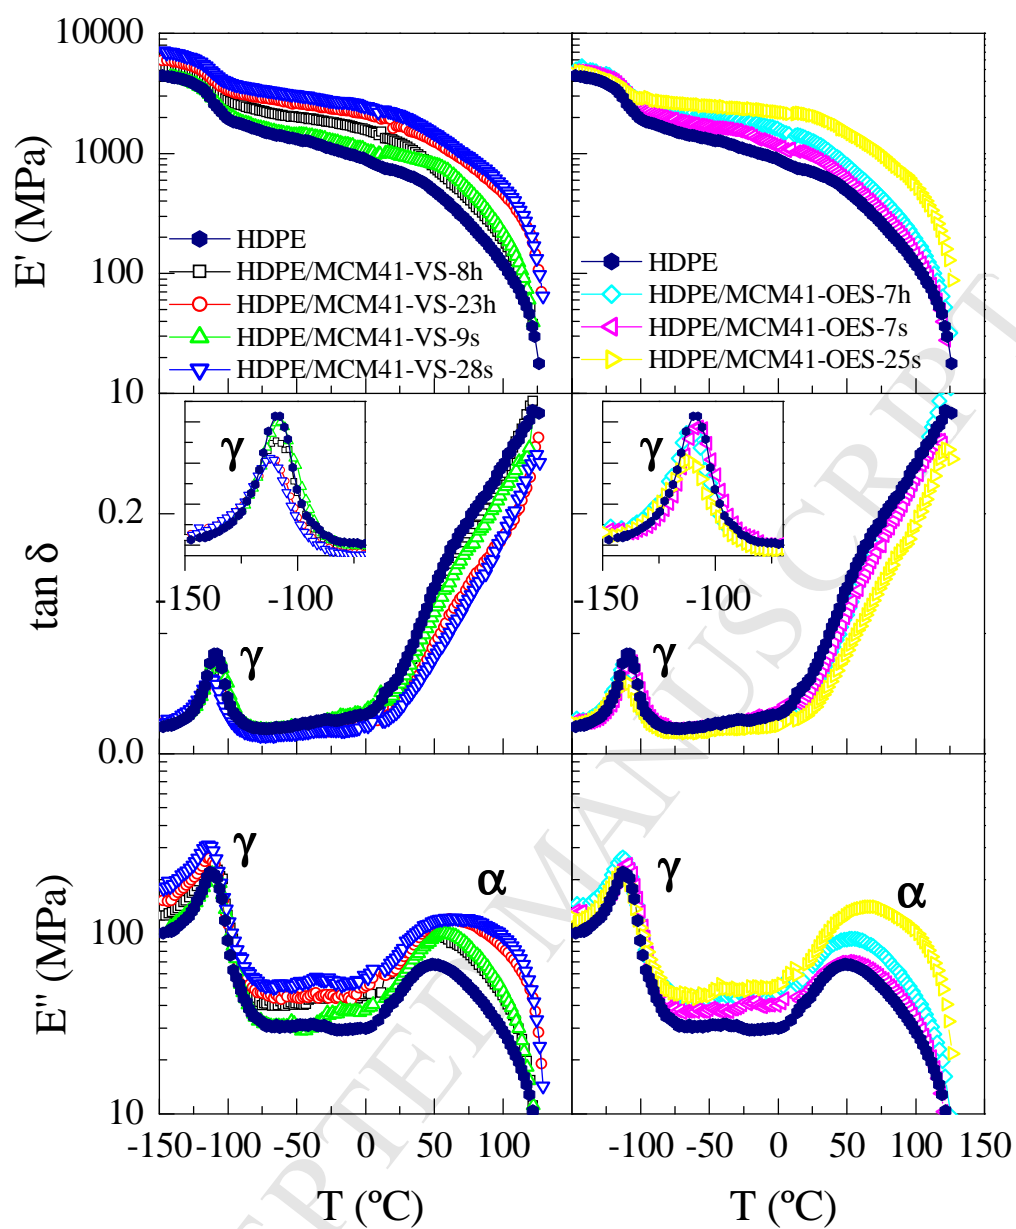 10000
1000
100
10
E' (MPa)
HDPE
HDPE/MCM41-VS-8h
HDPE/MCM41-VS-23h
HDPE/MCM41-VS-9s
HDPE/MCM41-VS-28s
HDPE
HDPE/MCM41-OES-7h
HDPE/MCM41-OES-7s
HDPE/MCM41-OES-25s
0.2
0.0
tan δ
γ
-150 -100
γ
γ
-150 -100
γ
100
10
E'' (MPa)
γ
α
γ
α
-150 -100 -50 0 50 100
-100 -50 0 50 100 150
T (ºC)
T (ºC)